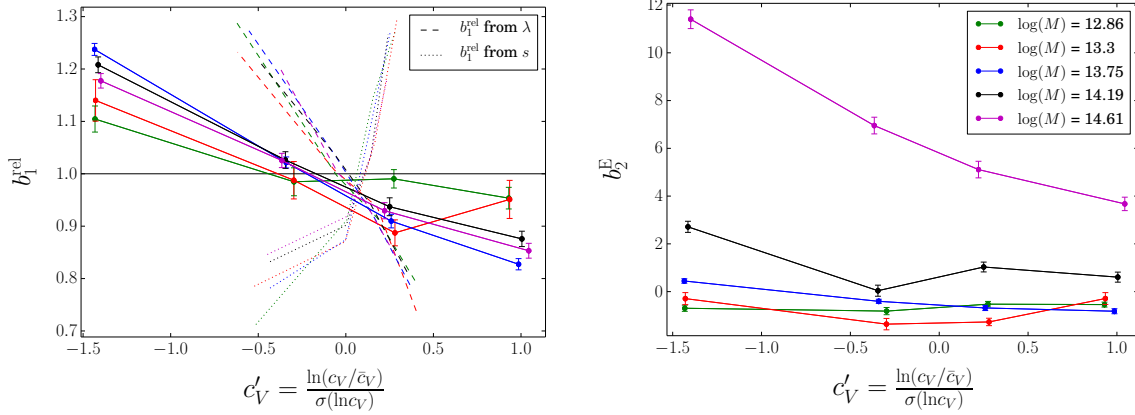 1.3
1.2
1.1
1.0
0.9
0.8
0.7
b_1^rel
−1.5 −1.0 −0.5 0.0 0.5 1.0
c′_V = ln(c_V/c̄_V) / σ(lnc_V)
b_1^rel from λ
b_1^rel from s
12
10
8
6
4
2
0
b_2^E
−1.5 −1.0 −0.5 0.0 0.5 1.0
c′_V = ln(c_V/c̄_V) / σ(lnc_V)
log(M) = 12.86
log(M) = 13.3
log(M) = 13.75
log(M) = 14.19
log(M) = 14.61